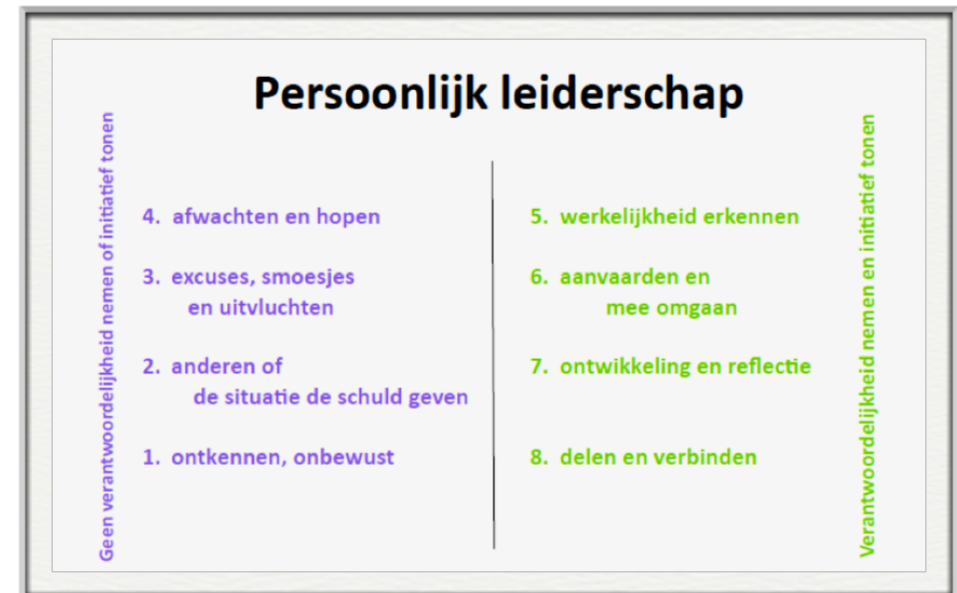 Persoonlijk leiderschap
Geen verantwoordelijkheid nemen of initiatief tonen
4. afwachten en hopen
3. excuses, smoesjes
en uitvluchten
2. anderen of
de situatie de schuld geven
1. ontkennen, onbewust
5. werkelijkheid erkennen
6. aanvaarden en
mee omgaan
7. ontwikkeling en reflectie
8. delen en verbinden
Verantwoordelijkheid nemen en initiatief tonen